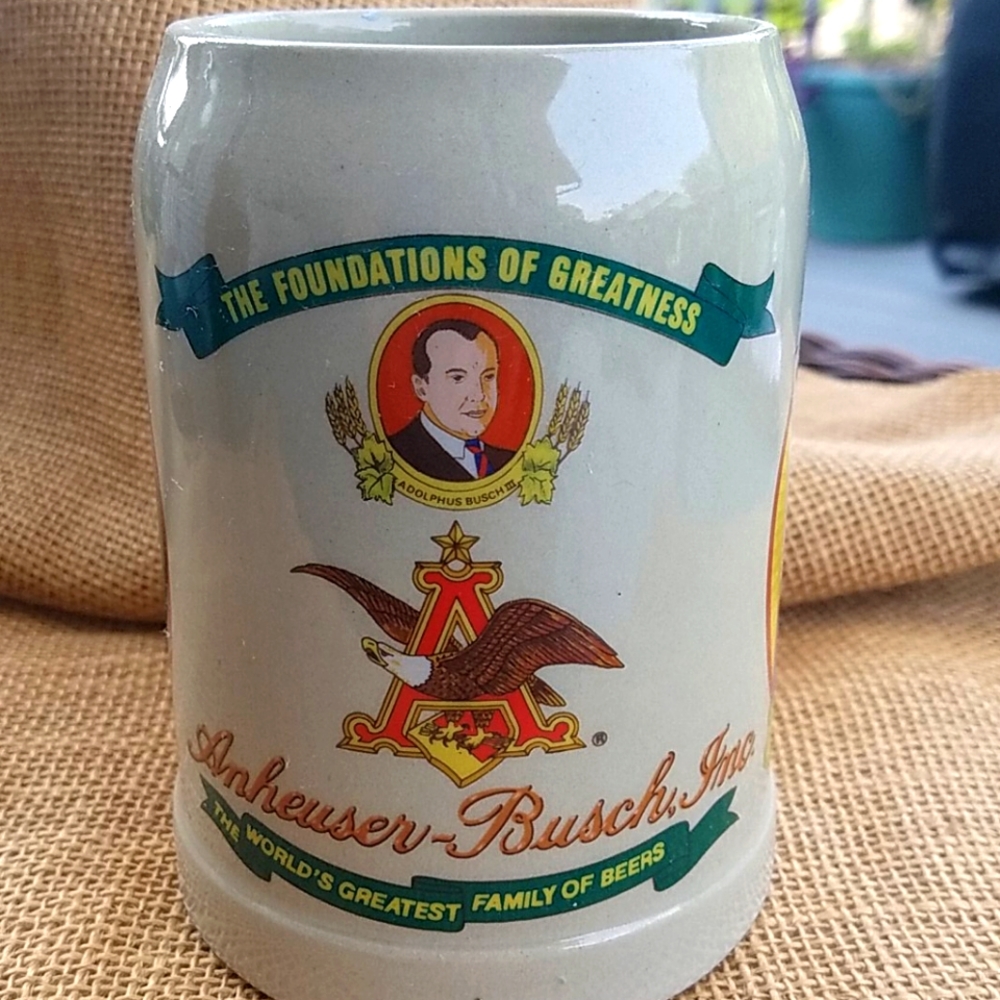 THE FOUNDATIONS OF GREATNESS
ADOLPHUS BUSCH III
A
®
Anheuser-Busch, Inc.
THE WORLD'S GREATEST FAMILY OF BEERS